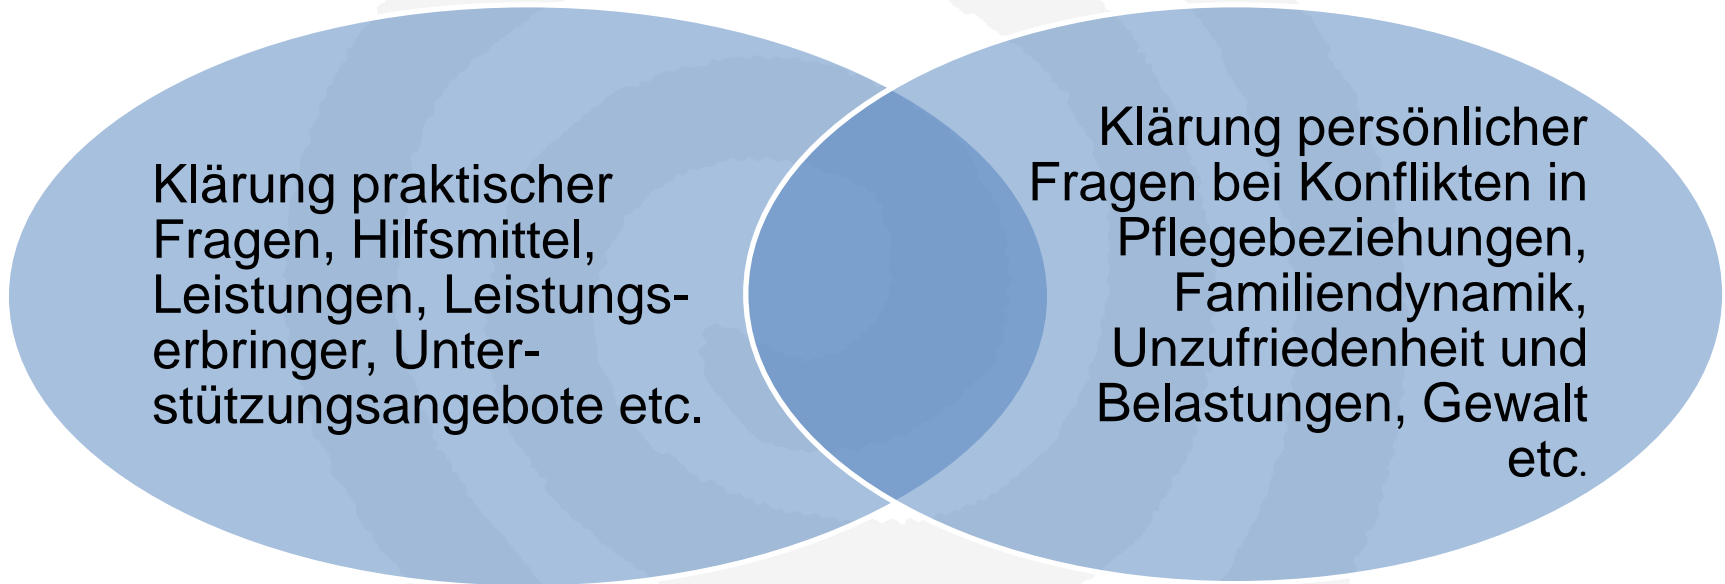 Klärung praktischer
Fragen, Hilfsmittel,
Leistungen, Leistungs-
erbringer, Unter-
stützungsangebote etc.
Klärung persönlicher
Fragen bei Konflikten in
Pflegebeziehungen,
Familiendynamik,
Unzufriedenheit und
Belastungen, Gewalt
etc.